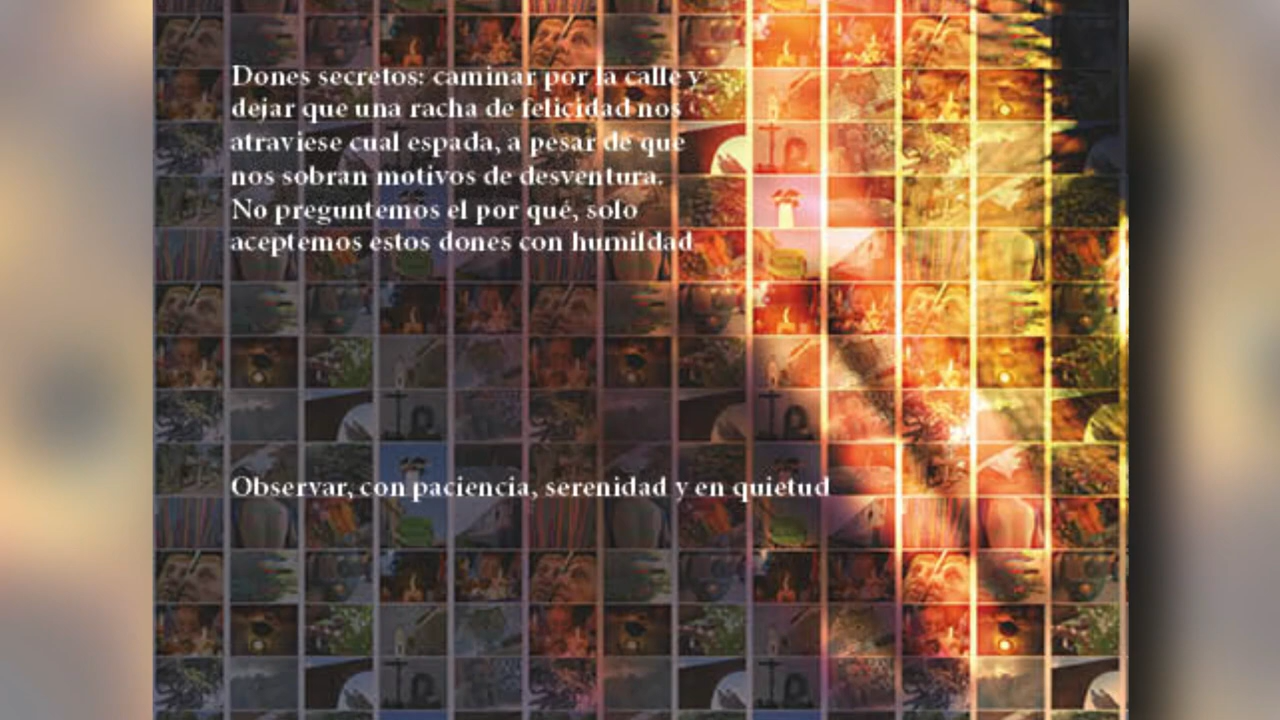 Dones secretos: caminar por la calle y
dejar que una racha de felicidad nos
atraviese cual espada, a pesar de que
nos sobran motivos de desventura.
No preguntemos el por qué, solo
aceptemos estos dones con humildad
Observar, con paciencia, serenidad y en quietud